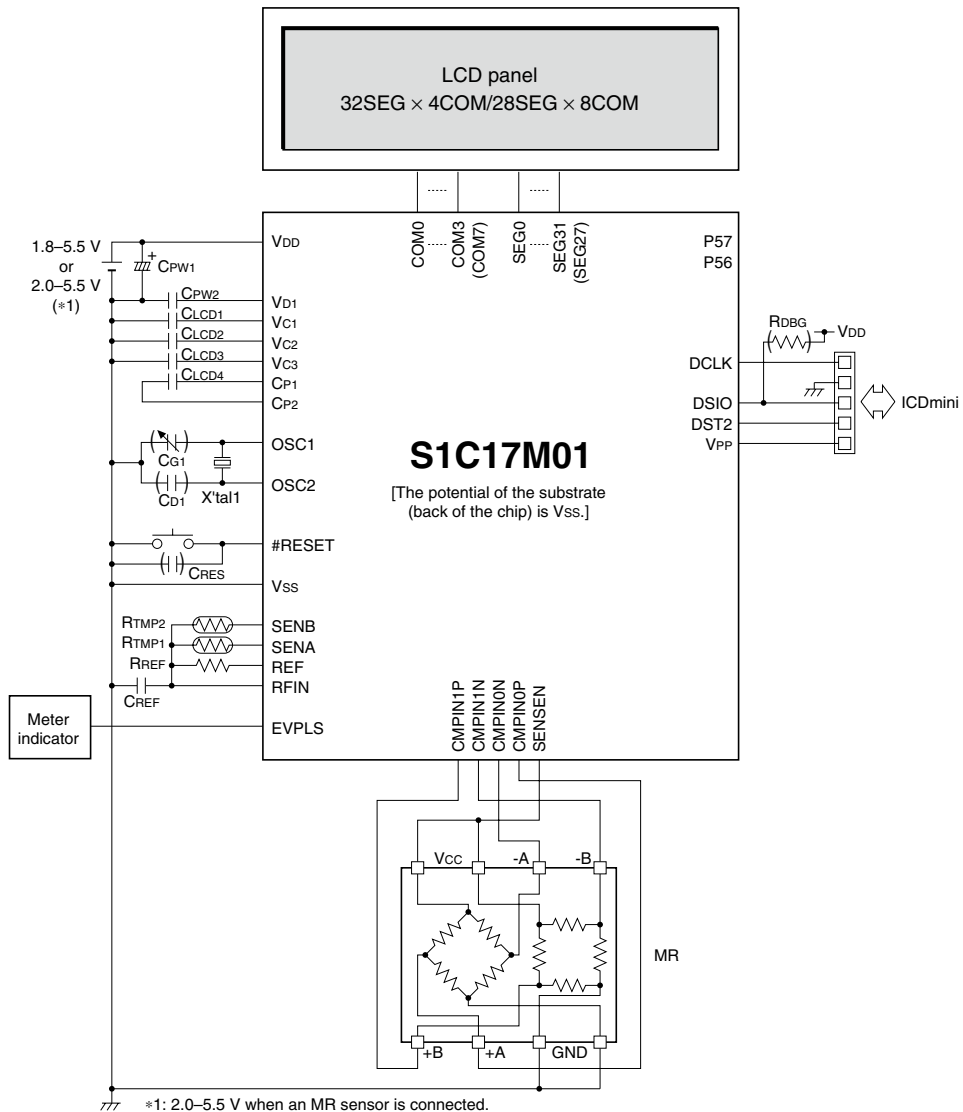 LCD panel
32SEG × 4COM/28SEG × 8COM
COM0
COM3
(COM7)
SEG0
SEG31
(SEG27)
1.8–5.5 V
or
2.0–5.5 V
(*1)
CPW1
VDD
CPW2
VD1
CLCD1
VC1
CLCD2
VC2
CLCD3
VC3
CLCD4
CP1
CP2
CG1
OSC1
CD1
X'tal1
OSC2
#RESET
CRES
VSS
RTMP2
SENB
RTMP1
SENA
RREF
REF
CREF
RFIN
Meter
indicator
EVPLS
S1C17M01
[The potential of the substrate
(back of the chip) is VSS.]
P57
P56
RDBG
VDD
DCLK
DSIO
DST2
VPP
ICDmini
CMPIN1P
CMPIN1N
CMPIN0N
CMPIN0P
SENSEN
VCC
-A
-B
MR
+B
+A
GND
*1: 2.0–5.5 V when an MR sensor is connected.